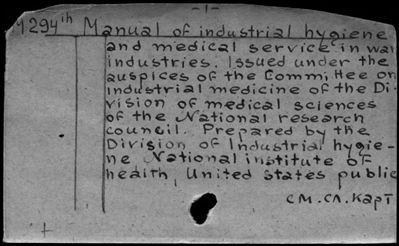 -1-
M294th Manual of industrial hygiene
and medical service in war
industries. Issued under the
auspices of the Committee on
industrial medicine of the Di-
vision of medical sciences
of the National research
council. Prepared by the
Division of Industrial hygie-
ne National institute of
health, United States public
см. сл. карт
+